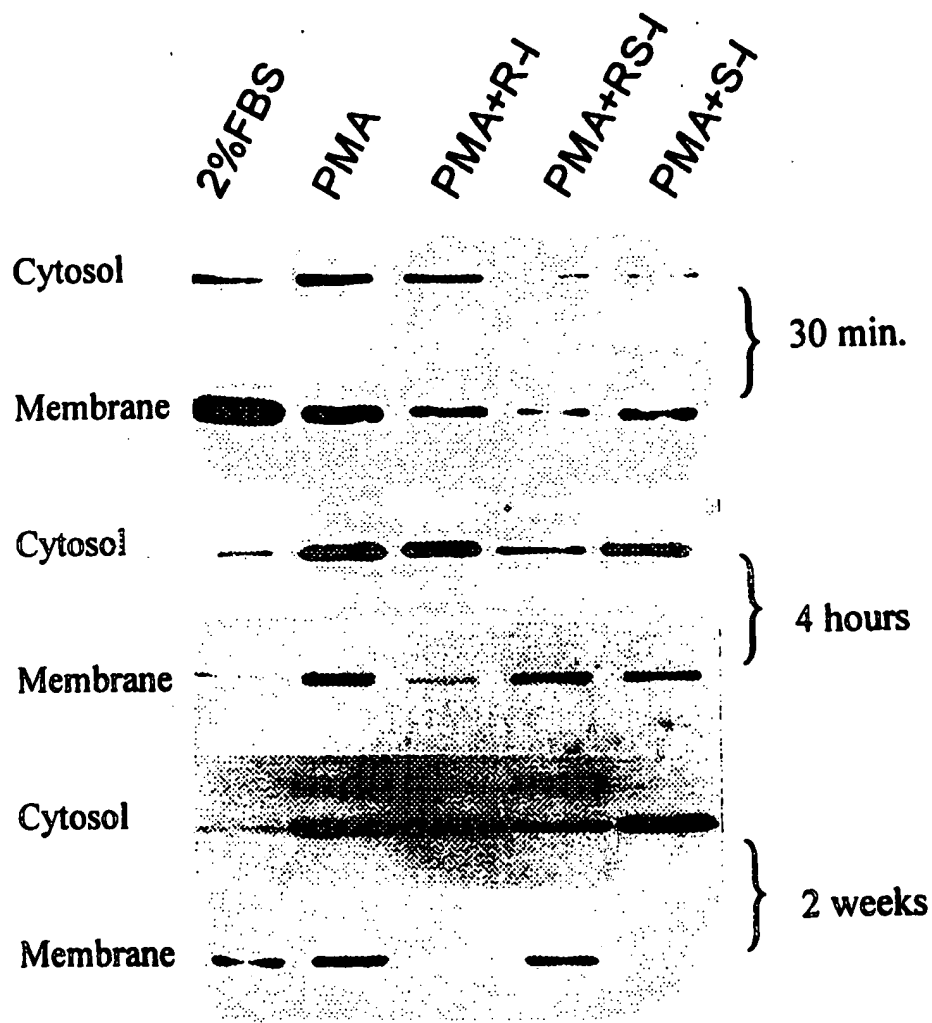 2%FBS
PMA
PMA+R-I
PMA+RS-I
PMA+S-I
Cytosol
30 min.
Membrane
Cytosol
4 hours
Membrane
Cytosol
2 weeks
Membrane